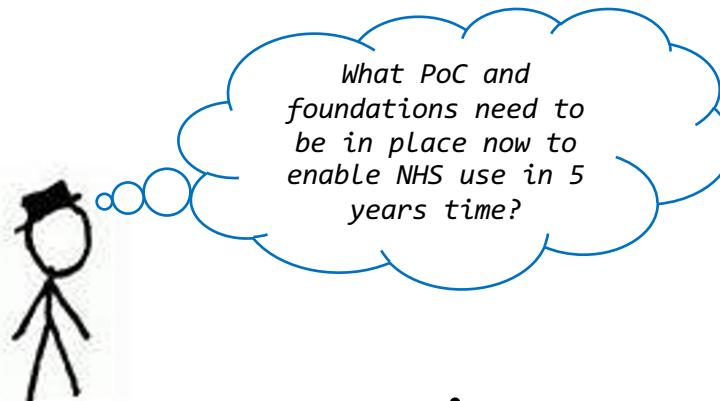 What PoC and
foundations need to
be in place now to
enable NHS use in 5
years time?